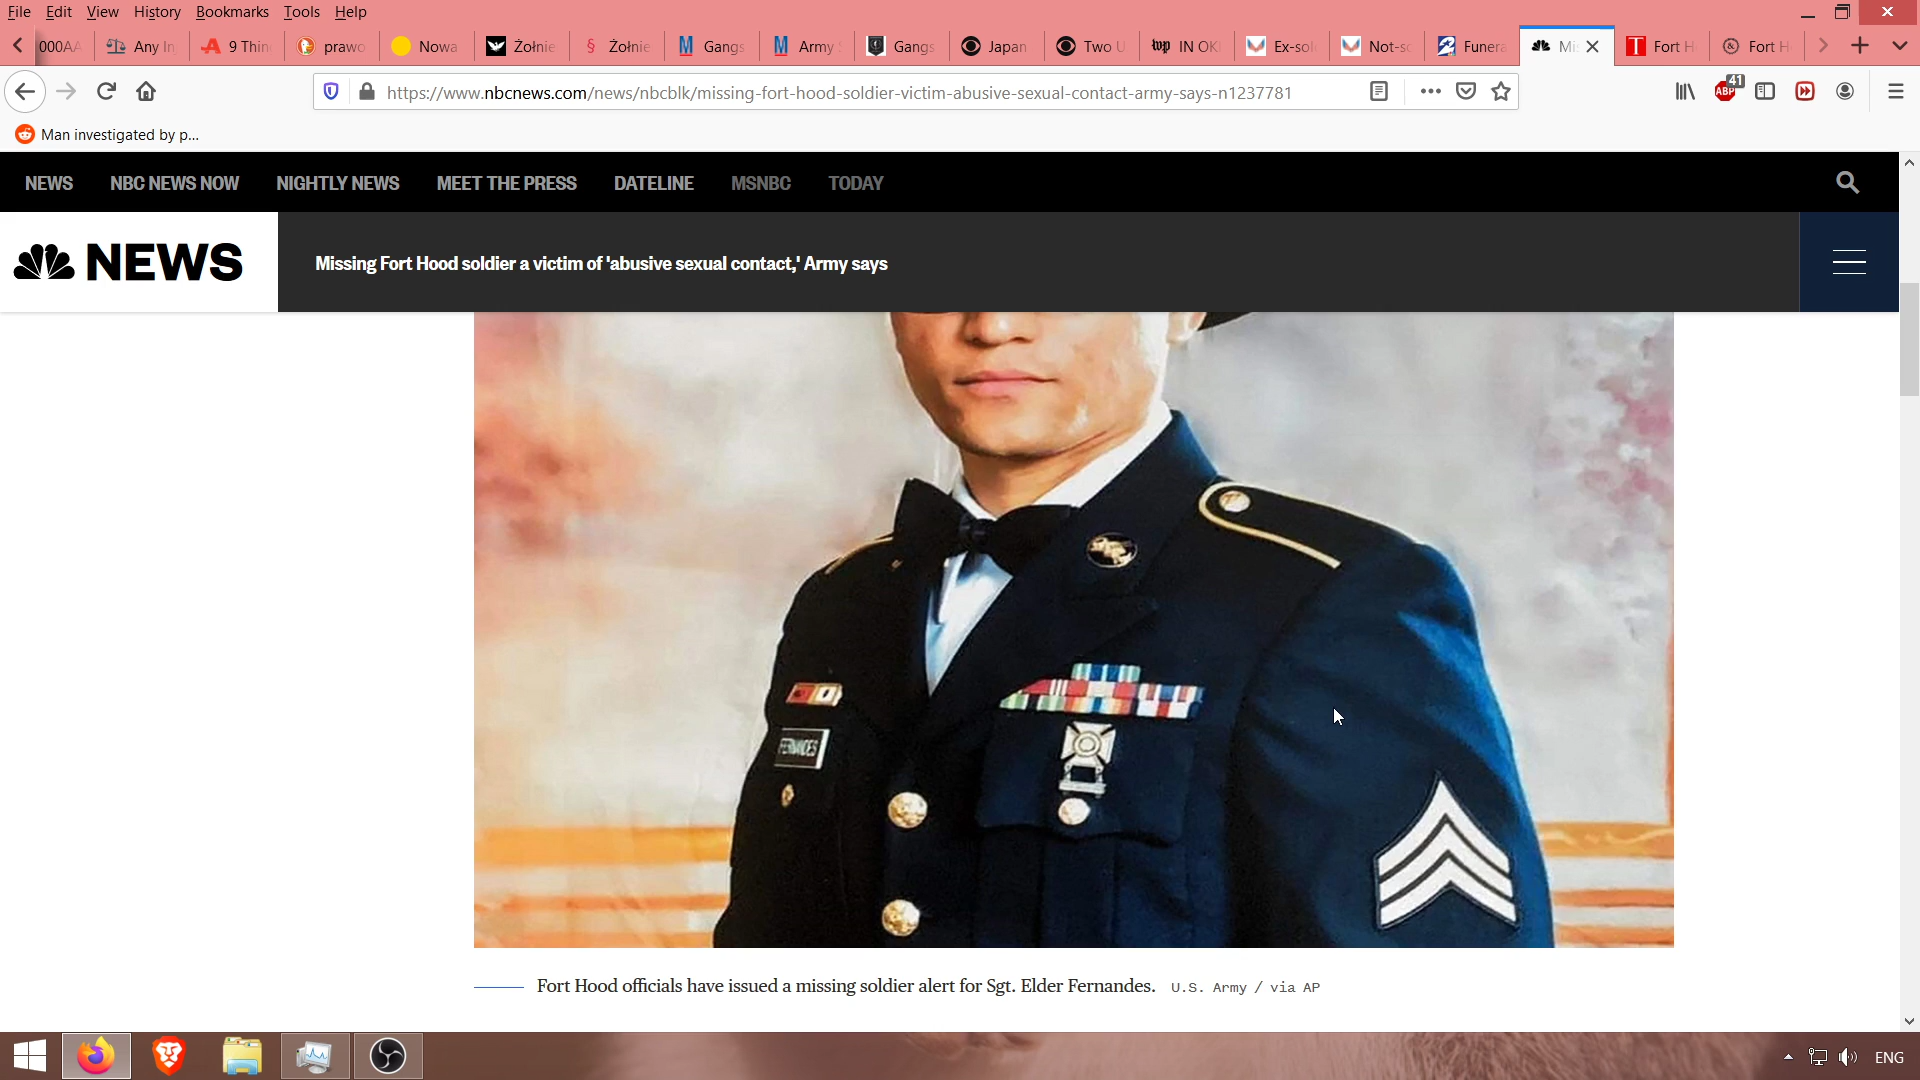 File Edit View History Bookmarks Tools Help
000AA Any In 9 Thin prawo Nowa Żołnie Żołnie Gangs Army S Gangs Japan Two U IN OK Ex-sol Not-so Funera Mi Fort H Fort H
https://www.nbcnews.com/news/nbcblk/missing-fort-hood-soldier-victim-abusive-sexual-contact-army-says-n1237781
ABP 41
Man investigated by p...
NEWS NBC NEWS NOW NIGHTLY NEWS MEET THE PRESS DATELINE MSNBC TODAY
NEWS
Missing Fort Hood soldier a victim of 'abusive sexual contact,' Army says
FERNANDES
Fort Hood officials have issued a missing soldier alert for Sgt. Elder Fernandes. U.S. Army / via AP
ENG